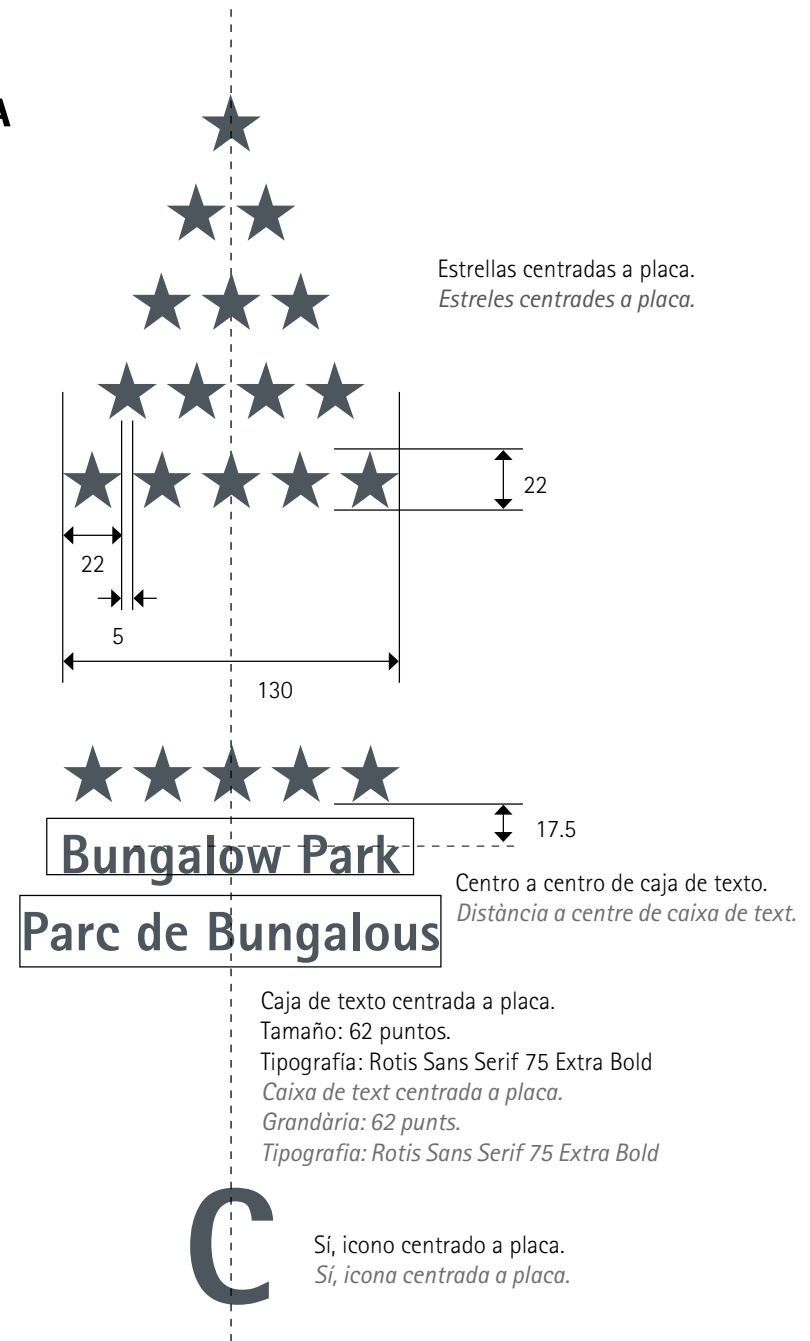 A
Estrellas centradas a placa.
Estreles centrades a placa.
22
22
5
130
17.5
Bungalow Park
Centro a centro de caja de texto.
Distància a centre de caixa de text.
Parc de Bungalous
Caja de texto centrada a placa.
Tamaño: 62 puntos.
Tipografía: Rotis Sans Serif 75 Extra Bold
Caixa de text centrada a placa.
Grandària: 62 punts.
Tipografia: Rotis Sans Serif 75 Extra Bold
C
Sí, icono centrado a placa.
Sí, icona centrada a placa.